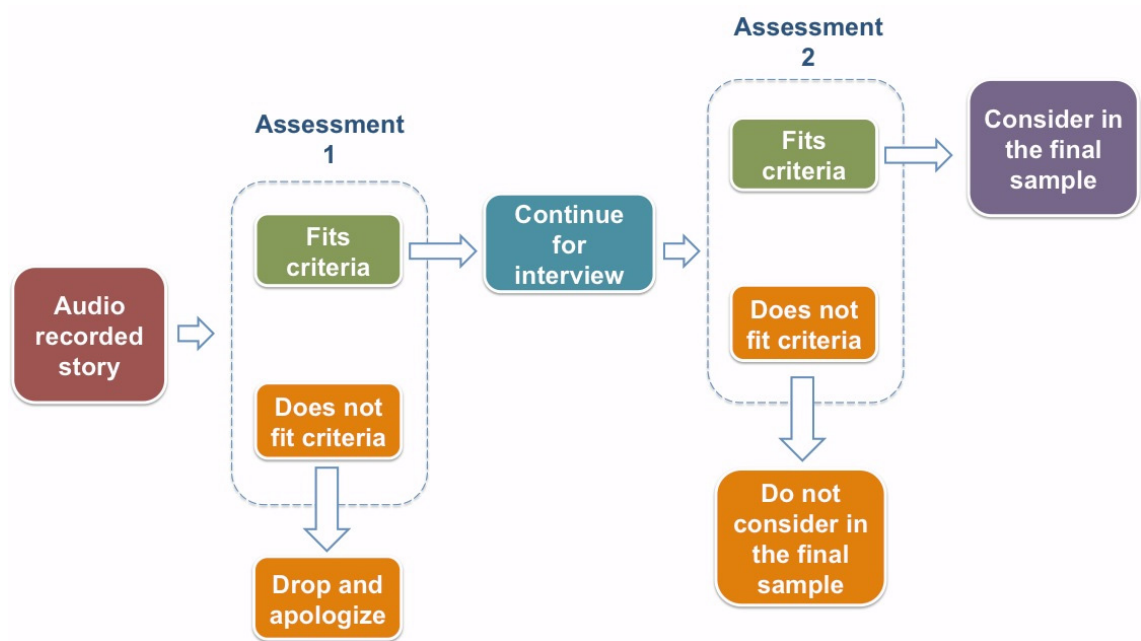 Audio
recorded
story
Assessment
1
Fits
criteria
Does not
fit criteria
Drop and
apologize
Continue
for
interview
Assessment
2
Fits
criteria
Does not
fit criteria
Do not
consider in
the final
sample
Consider in
the final
sample